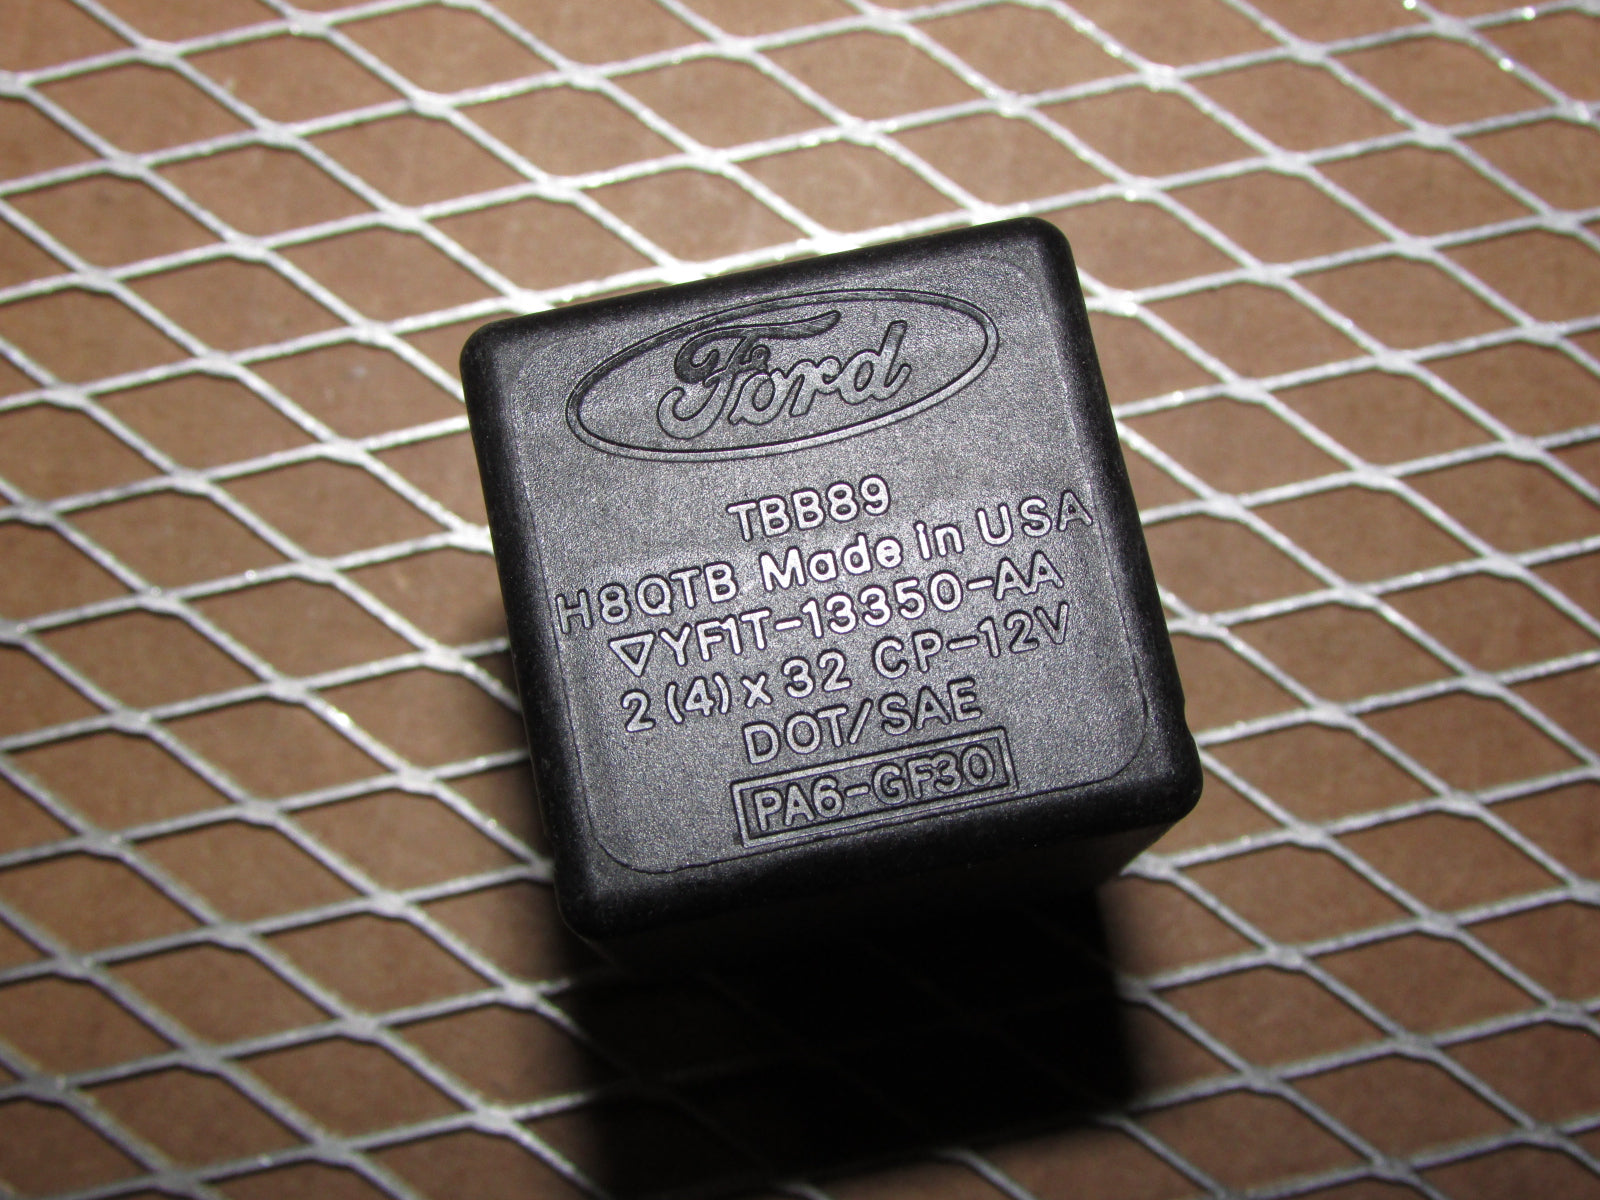 Ford
TBB89
H8QTB Made in USA
▽YF1T-13350-AA
2 (4) x 32 CP-12V
DOT/SAE
PA6-GF30